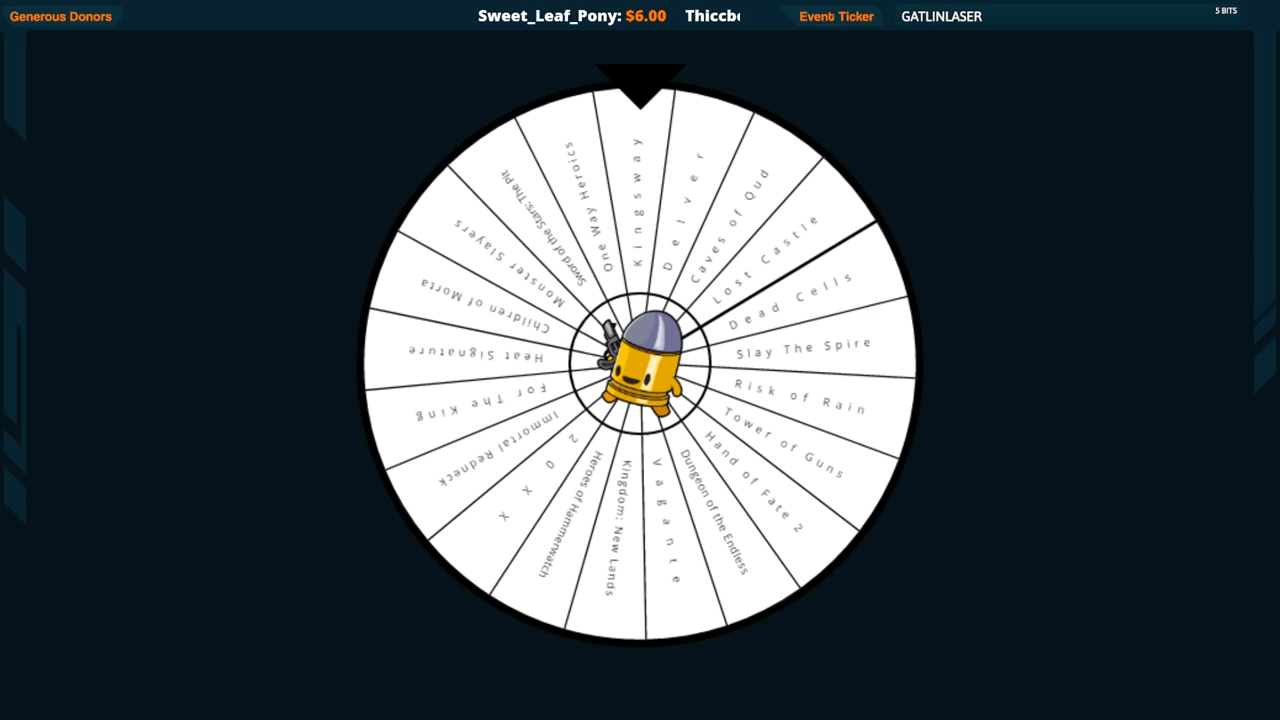 Generous Donors
Sweet_Leaf_Pony: $6.00 Thiccb
Event Ticker
GATLINLASER
5 BITS
Kingsway
Delver
Caves of Qud
Lost Castle
Dead Cells
Slay The Spire
Risk of Rain
Tower of Guns
Hand of Fate 2
Dungeon of the Endless
Vagante
Kingdom: New Lands
Heroes of Hammerwatch
20XX
Immortal Redneck
For The King
Heat Signature
Children of Morta
Monster Slayers
Sword of the Stars: The Pit
One Way Heroics